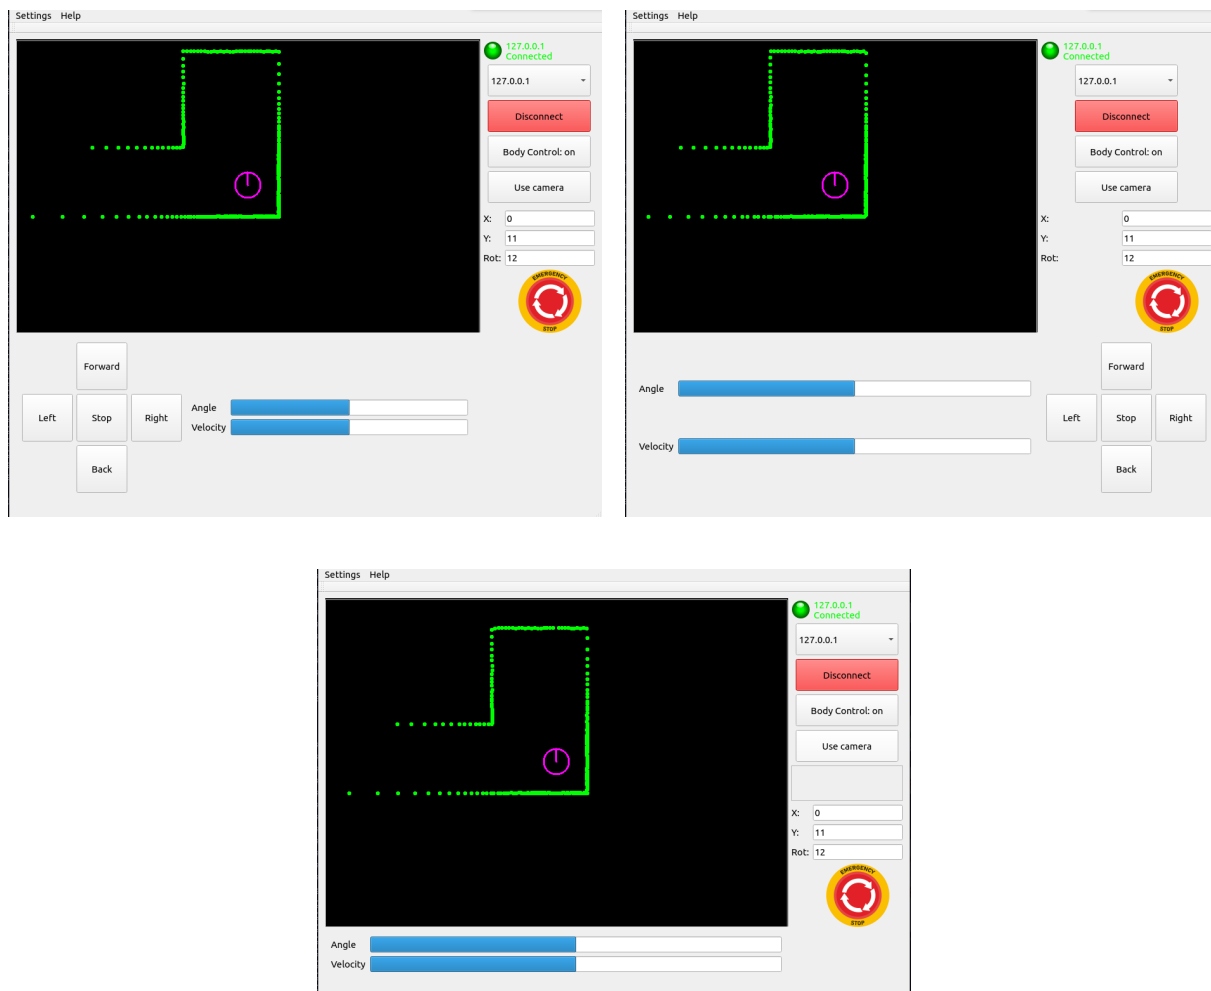 Settings Help
127.0.0.1
Connected
127.0.0.1
Disconnect
Body Control: on
Use camera
X: 0
Y: 11
Rot: 12
EMERGENCY
STOP
Forward
Left Stop Right
Back
Angle
Velocity
Settings Help
127.0.0.1
Connected
127.0.0.1
Disconnect
Body Control: on
Use camera
X: 0
Y: 11
Rot: 12
EMERGENCY
STOP
Angle
Velocity
Forward
Left Stop Right
Back
Settings Help
127.0.0.1
Connected
127.0.0.1
Disconnect
Body Control: on
Use camera
X: 0
Y: 11
Rot: 12
EMERGENCY
STOP
Angle
Velocity